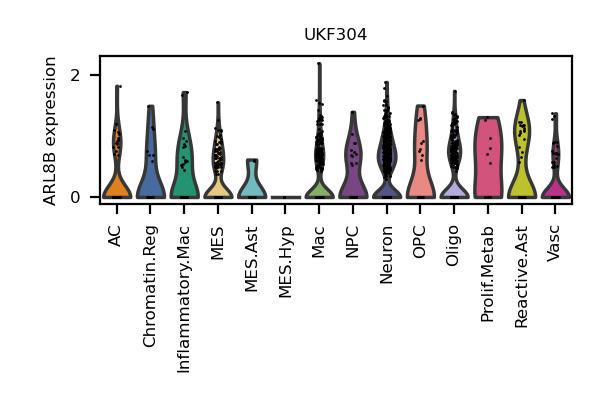 UKF304
ARL8B expression
2
0
AC
Chromatin.Reg
Inflammatory.Mac
MES
MES.Ast
MES.Hyp
Mac
NPC
Neuron
OPC
Oligo
Prolif.Metab
Reactive.Ast
Vasc